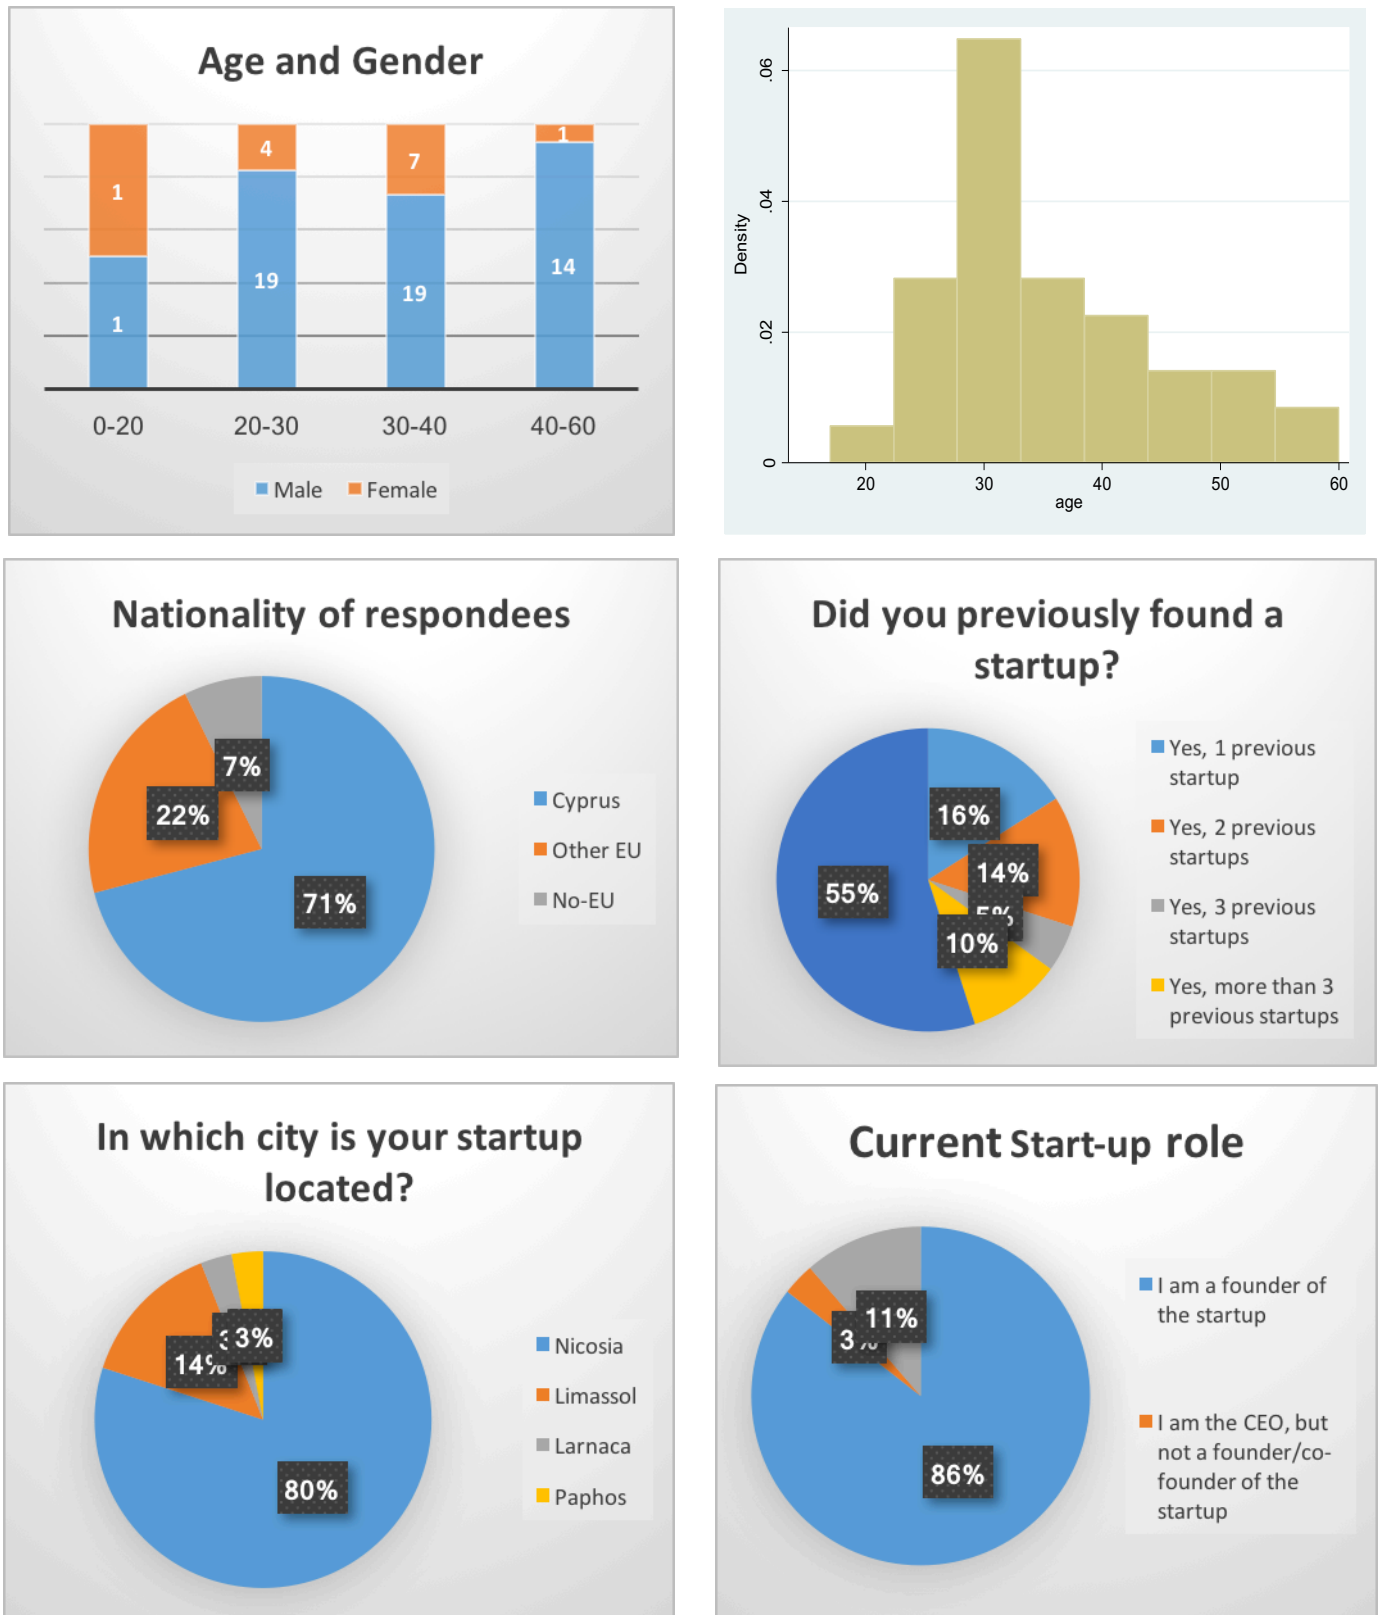 Age and Gender
1
4
7
1
1
19
19
14
0-20
20-30
30-40
40-60
Male
Female
.06
.04
.02
0
Density
20
30
40
50
60
age
Nationality of respondees
7%
22%
71%
Cyprus
Other EU
No-EU
Did you previously found a
startup?
16%
14%
5%
10%
55%
Yes, 1 previous
startup
Yes, 2 previous
startups
Yes, 3 previous
startups
Yes, more than 3
previous startups
In which city is your startup
located?
14%
3
3%
80%
Nicosia
Limassol
Larnaca
Paphos
Current Start-up role
11%
3%
86%
I am a founder of
the startup
I am the CEO, but
not a founder/co-
founder of the
startup